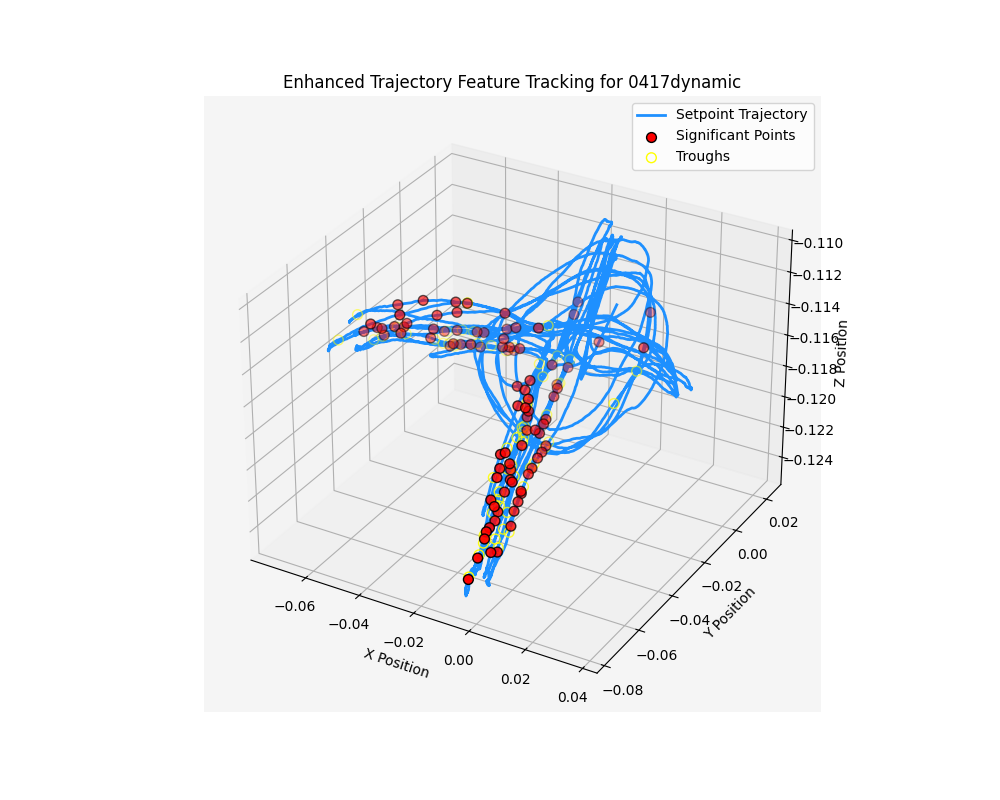 Enhanced Trajectory Feature Tracking for 0417dynamic
Setpoint Trajectory
Significant Points
Troughs
−0.110
−0.112
−0.114
−0.116
−0.118
−0.120
−0.122
−0.124
Z Position
0.02
0.00
−0.02
−0.04
−0.06
−0.08
Y Position
−0.06
−0.04
−0.02
0.00
0.02
0.04
X Position